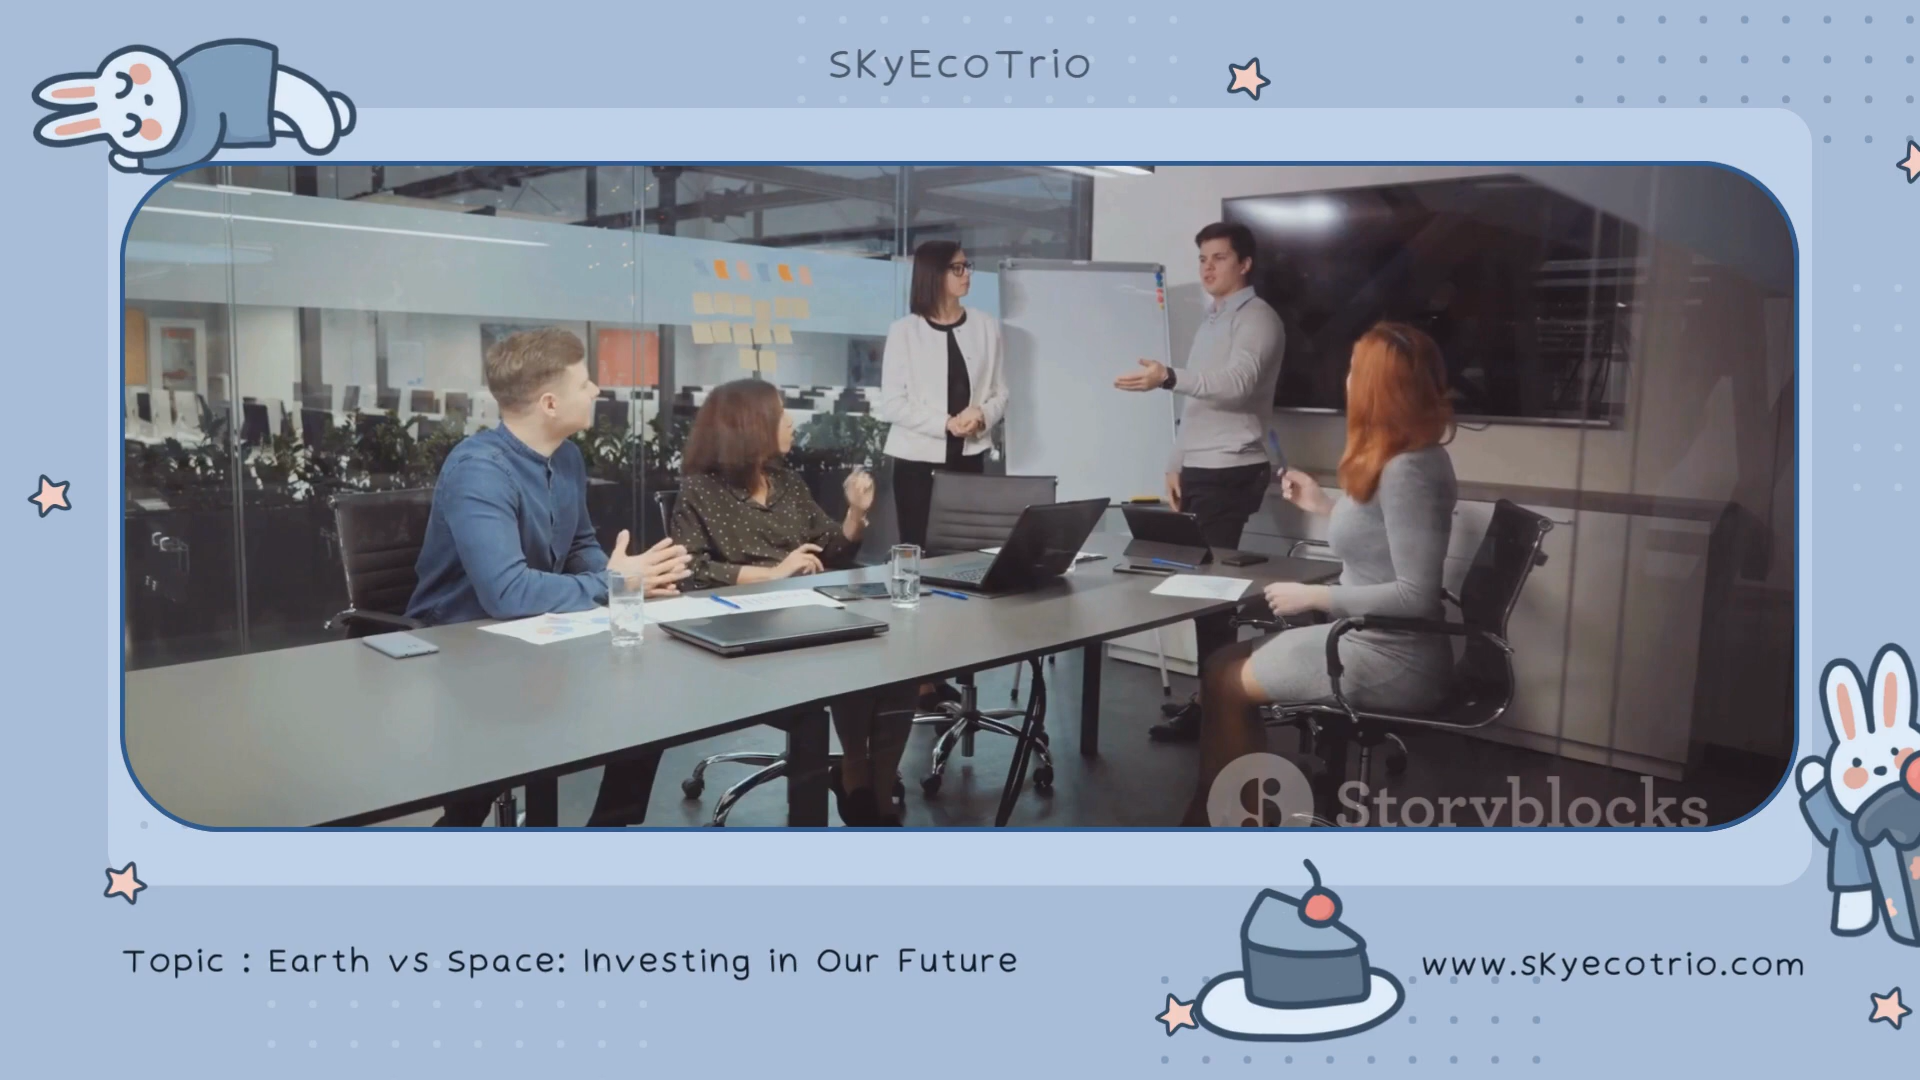 SKyEcoTrio
Storyblocks
Topic : Earth vs Space: Investing in Our Future
www.skyecotrio.com